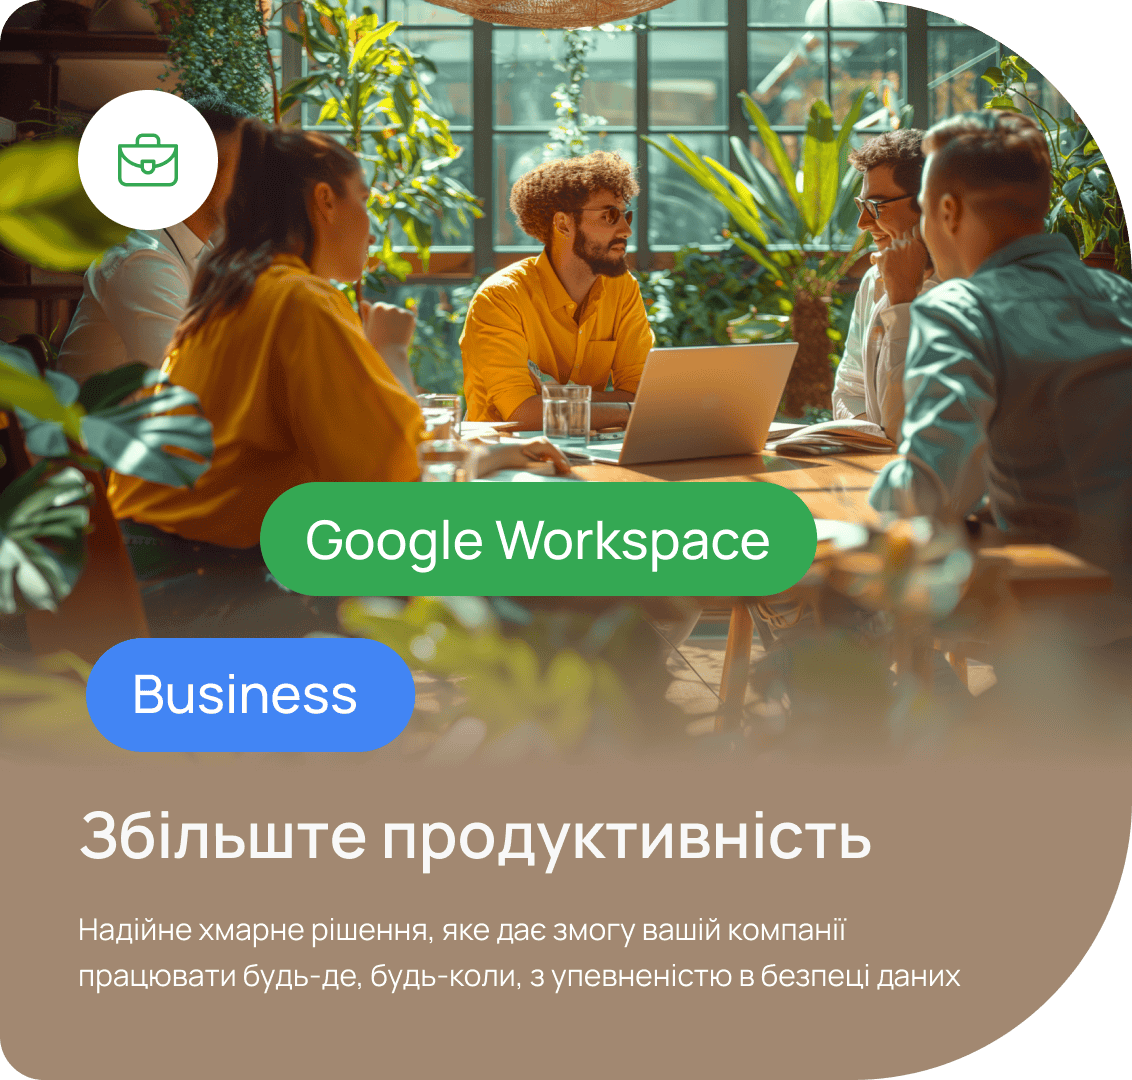 Google Workspace
Business
Збільште продуктивність
Надійне хмарне рішення, яке дає змогу вашій компанії
працювати будь-де, будь-коли, з упевненістю в безпеці даних